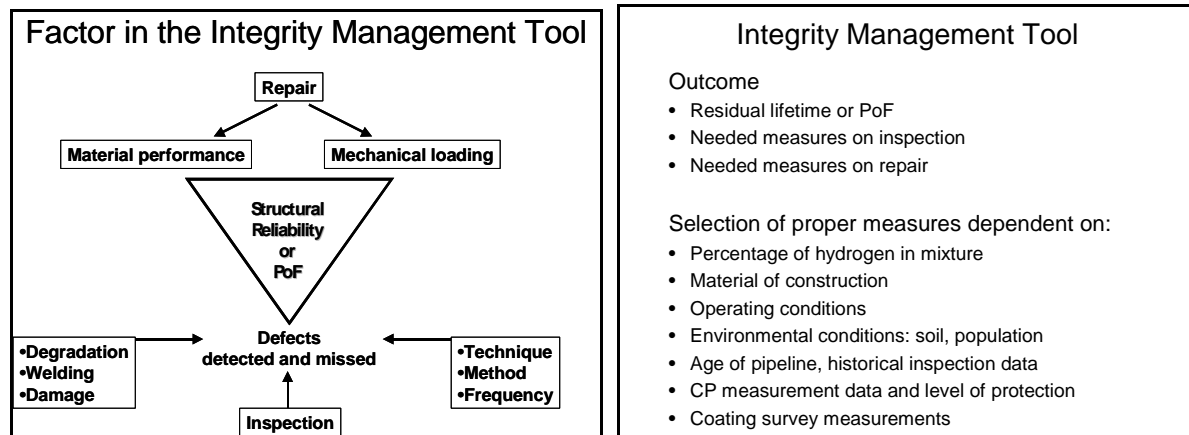 Factor in the Integrity Management Tool
Repair
Material performance
Mechanical loading
Structural
Reliability
or
PoF
Defects
detected and missed
•Degradation
•Welding
•Damage
•Technique
•Method
•Frequency
Inspection
Integrity Management Tool
Outcome
• Residual lifetime or PoF
• Needed measures on inspection
• Needed measures on repair
Selection of proper measures dependent on:
• Percentage of hydrogen in mixture
• Material of construction
• Operating conditions
• Environmental conditions: soil, population
• Age of pipeline, historical inspection data
• CP measurement data and level of protection
• Coating survey measurements